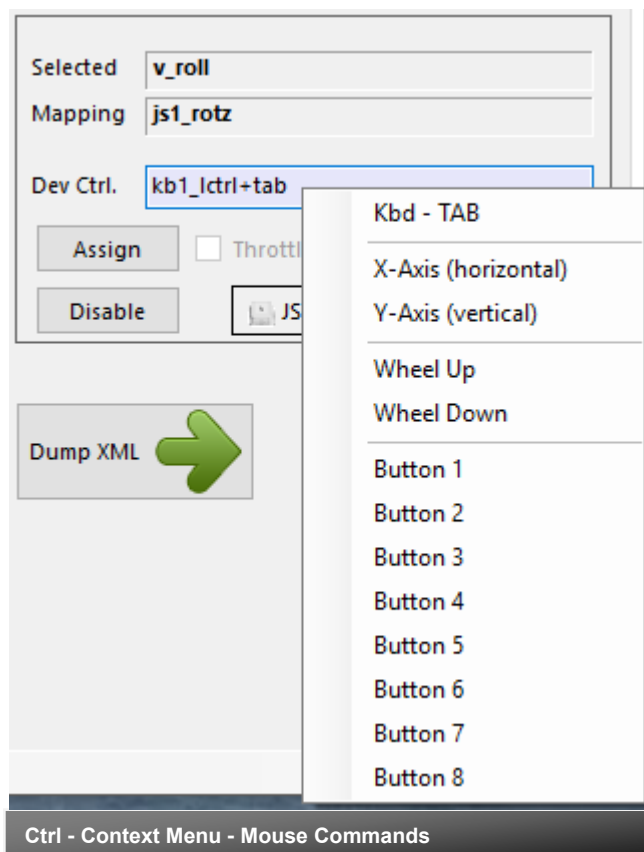 Selected v_roll
Mapping js1_rotz
Dev Ctrl. kb1_lctrl+tab
Kbd - TAB
Assign Throttl
X-Axis (horizontal)
Disable JS
Y-Axis (vertical)
Wheel Up
Wheel Down
Dump XML
Button 1
Button 2
Button 3
Button 4
Button 5
Button 6
Button 7
Button 8
Ctrl - Context Menu - Mouse Commands